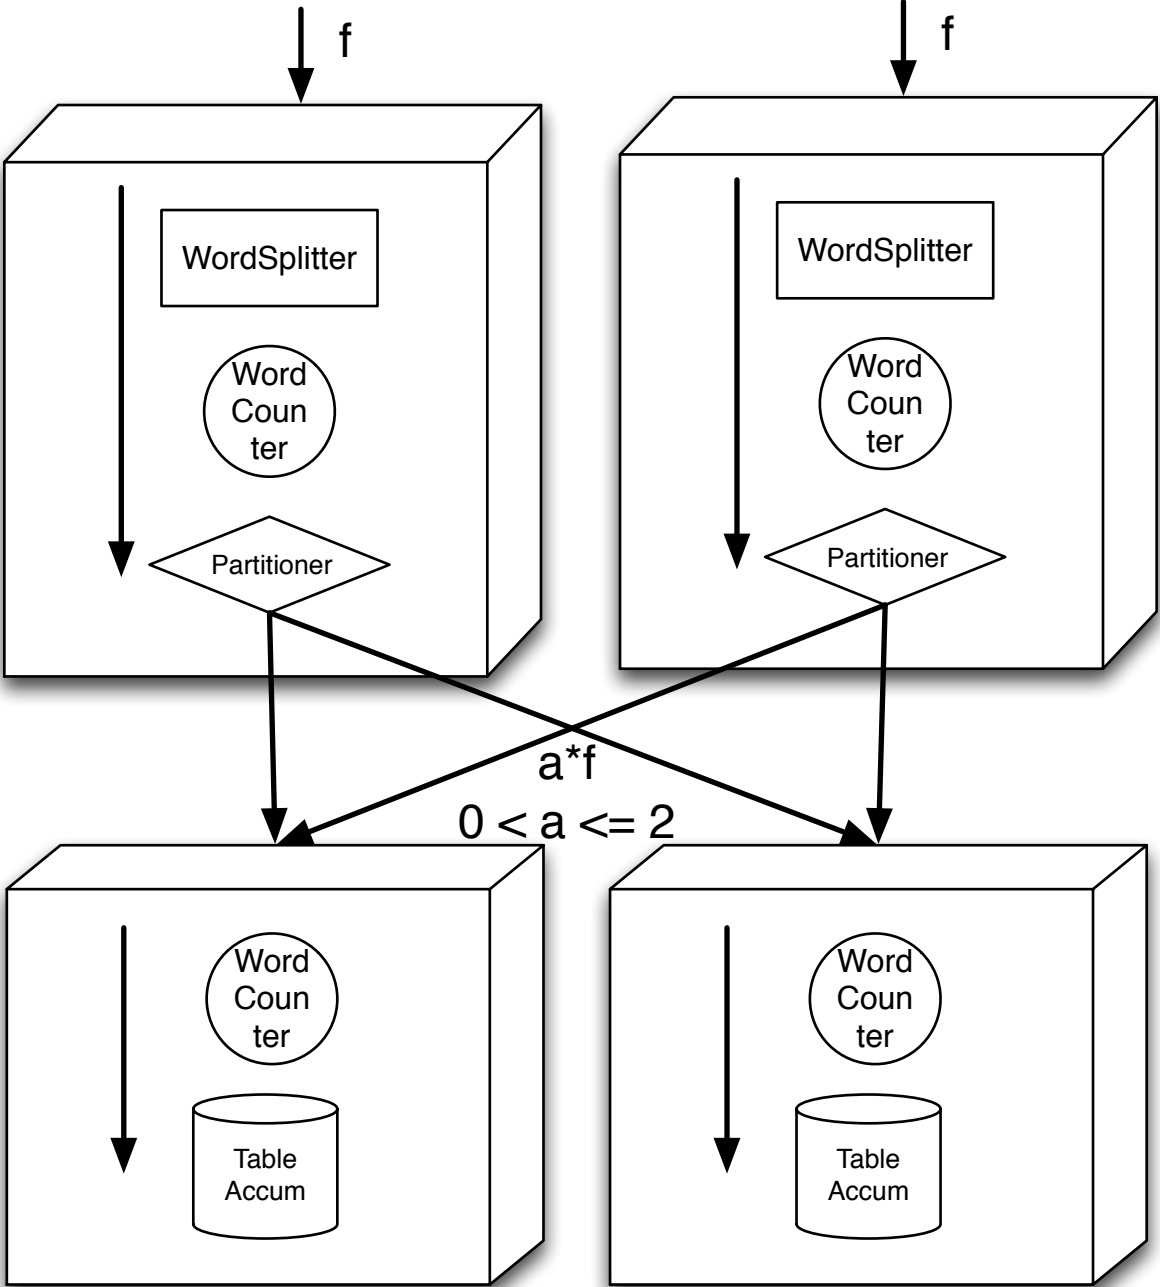 f
f
WordSplitter
WordSplitter
Word
Coun
ter
Word
Coun
ter
Partitioner
Partitioner
a*f
0 < a <= 2
Word
Coun
ter
Word
Coun
ter
Table
Accum
Table
Accum